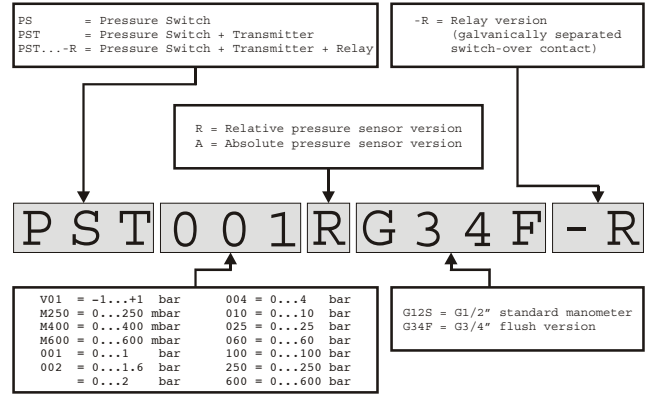 PS = Pressure Switch
PST = Pressure Switch + Transmitter
PST...-R = Pressure Switch + Transmitter + Relay
-R = Relay version
(galvanically separated
switch-over contact)
R = Relative pressure sensor version
A = Absolute pressure sensor version
PST 001 R G34F -R
V01 = -1...+1 bar
M250 = 0...250 mbar
M400 = 0...400 mbar
M600 = 0...600 mbar
001 = 0...1 bar
002 = 0...1.6 bar
= 0...2 bar
004 = 0...4 bar
010 = 0...10 bar
025 = 0...25 bar
060 = 0...60 bar
100 = 0...100 bar
250 = 0...250 bar
600 = 0...600 bar
G12S = G1/2″ standard manometer
G34F = G3/4″ flush version